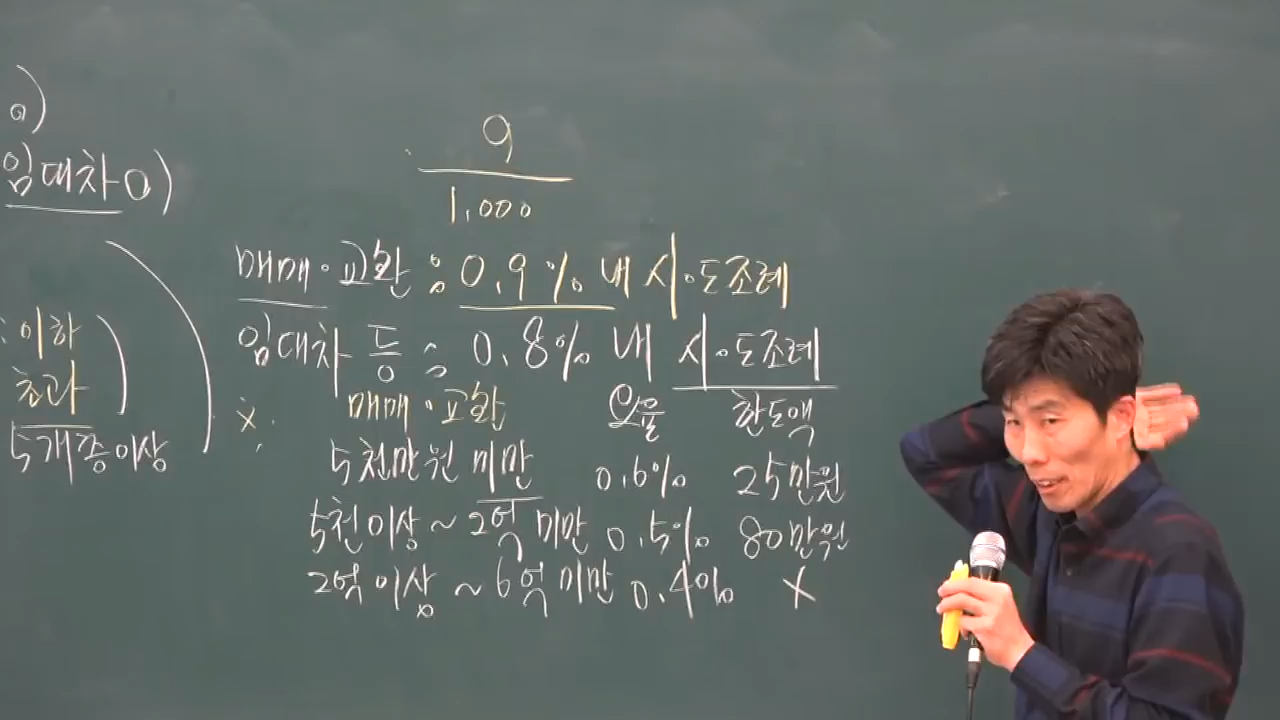 0)
임대차0)
: 이하
초과
5개종이상
9
1,000
매매·교환 : 0.9% 내 시·도조례
임대차 등 : 0.8% 내 시·도조례
매매·교환 요율 한도액
5천만원 미만 0.6% 25만원
5천이상 ~ 2억 미만 0.5% 80만원
2억 이상 ~ 6억 미만 0.4% X